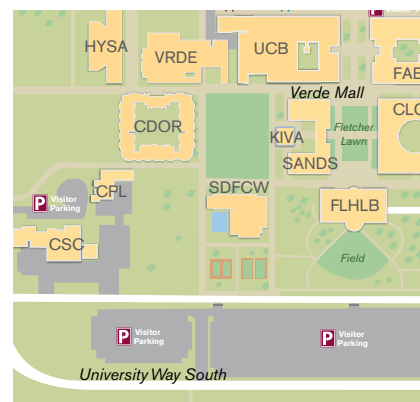 P
HYSA
VRDE
UCB
FAE
Verde Mall
CDOR
KIVA
SANDS
Fletcher
Lawn
CLC
CPL
P Visitor
Parking
SDFCW
FLHLB
CSC
Field
P Visitor
Parking
P Visitor
Parking
University Way South